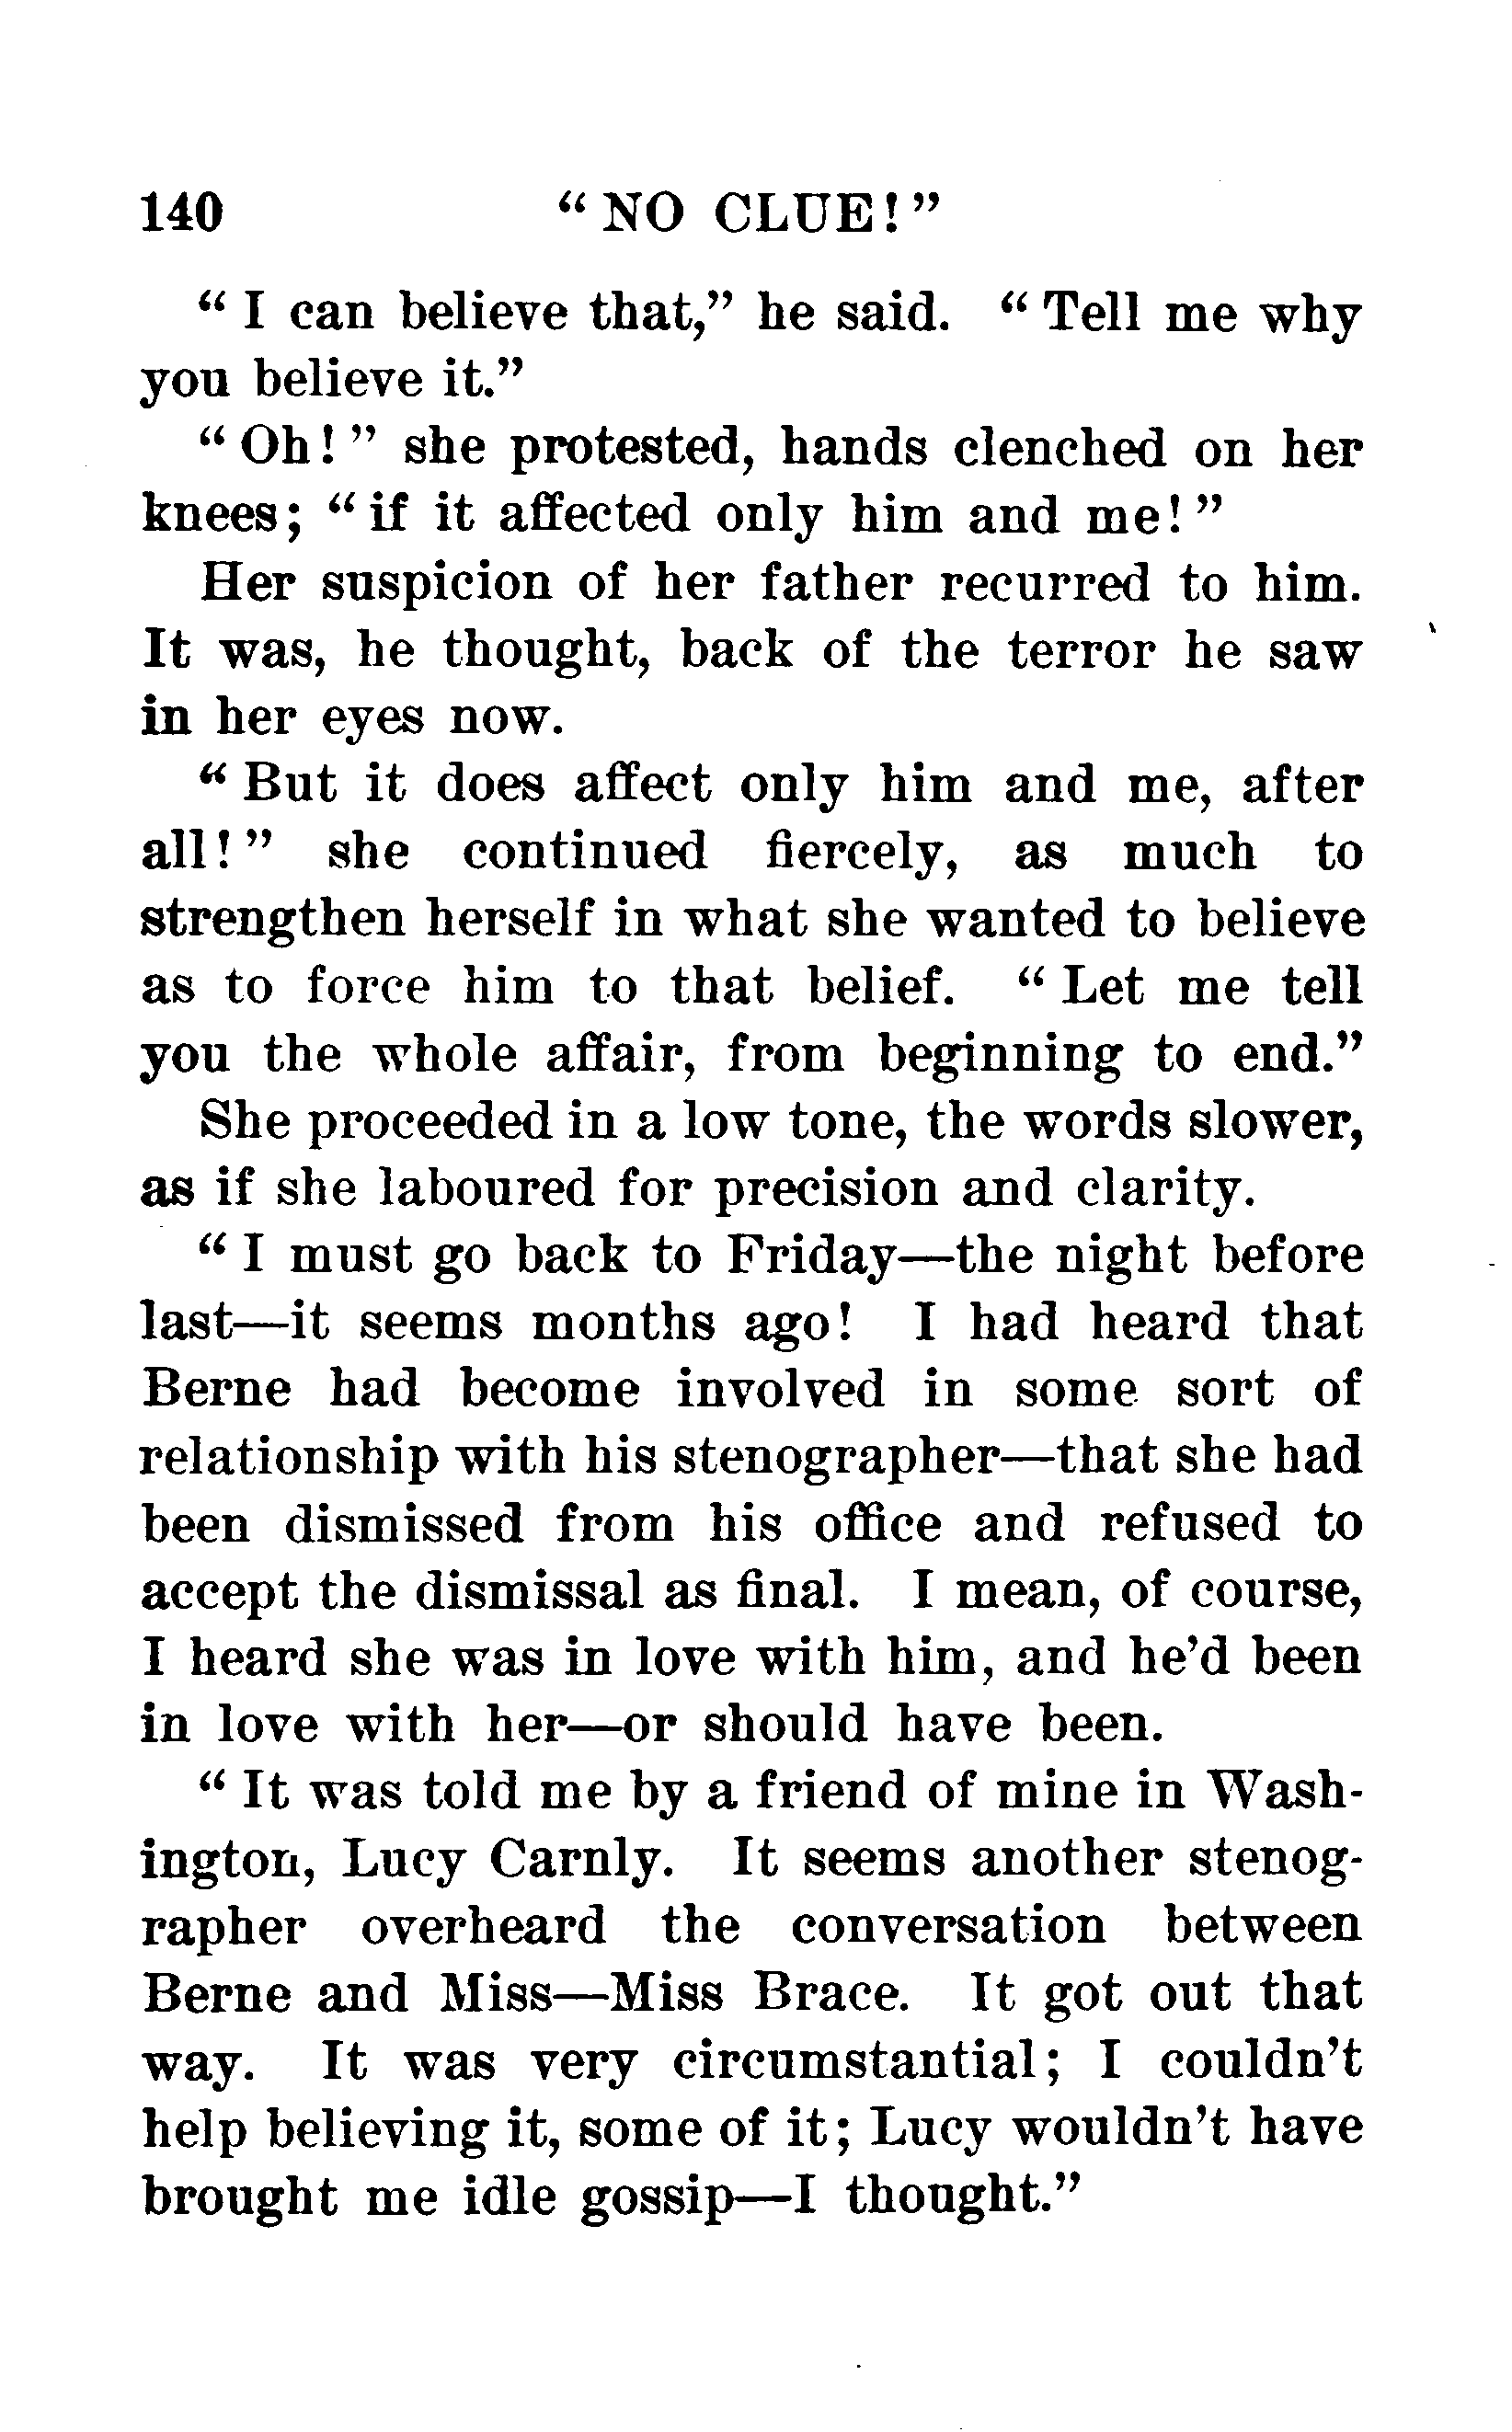 140 "NO CLUE!"
"I can believe that," he said. "Tell me why
you believe it."
"Oh!" she protested, hands clenched on her
knees; "if it affected only him and me!"
Her suspicion of her father recurred to him.
It was, he thought, back of the terror he saw
in her eyes now.
"But it does affect only him and me, after
all!" she continued fiercely, as much to
strengthen herself in what she wanted to believe
as to force him to that belief. "Let me tell
you the whole affair, from beginning to end."
She proceeded in a low tone, the words slower,
as if she laboured for precision and clarity.
"I must go back to Friday—the night before
last—it seems months ago! I had heard that
Berne had become involved in some sort of
relationship with his stenographer—that she had
been dismissed from his office and refused to
accept the dismissal as final. I mean, of course,
I heard she was in love with him, and he'd been
in love with her—or should have been.
"It was told me by a friend of mine in Wash-
ington, Lucy Carnly. It seems another stenog-
rapher overheard the conversation between
Berne and Miss—Miss Brace. It got out that
way. It was very circumstantial; I couldn't
help believing it, some of it; Lucy wouldn't have
brought me idle gossip—I thought."